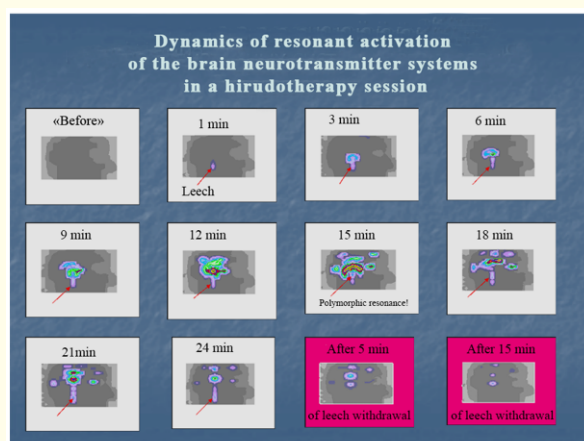 Dynamics of resonant activation
of the brain neurotransmitter systems
in a hirudotherapy session
«Before»
1 min
Leech
3 min
6 min
9 min
12 min
15 min
Polymorphic resonance!
18 min
21min
24 min
After 5 min
of leech withdrawal
After 15 min
of leech withdrawal